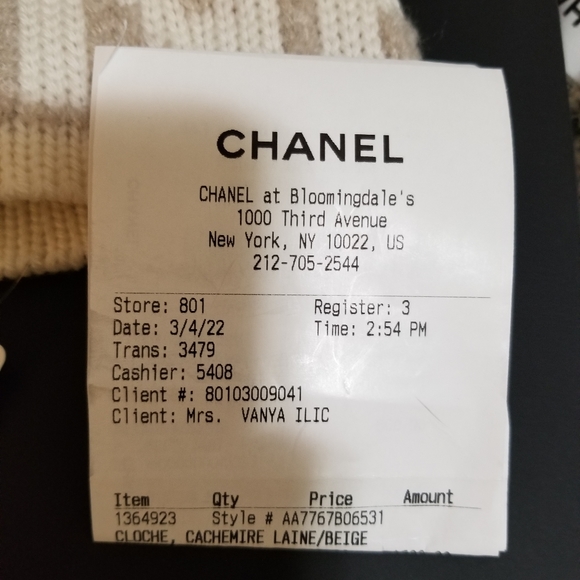 CHANEL
CHANEL at Bloomingdale's
1000 Third Avenue
New York, NY 10022, US
212-705-2544
Store: 801 Register: 3
Date: 3/4/22 Time: 2:54 PM
Trans: 3479
Cashier: 5408
Client #: 80103009041
Client: Mrs. VANYA ILIC
Item Qty Price Amount
1364923 Style # AA7767B06531
CLOCHE, CACHEMIRE LAINE/BEIGE